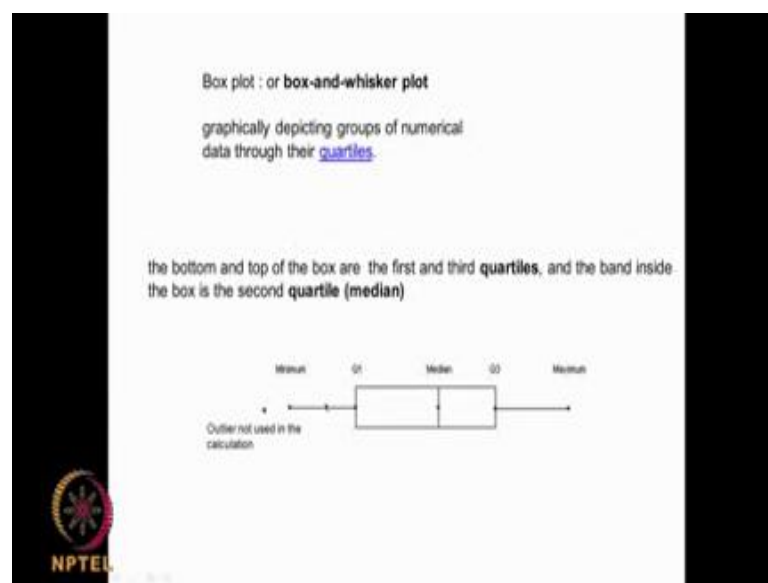 Box plot : or box-and-whisker plot
graphically depicting groups of numerical
data through their quartiles.
the bottom and top of the box are the first and third quartiles, and the band inside
the box is the second quartile (median)
Minimum Q1 Median Q3 Maximum
Outlier not used in the
calculation
NPTEL